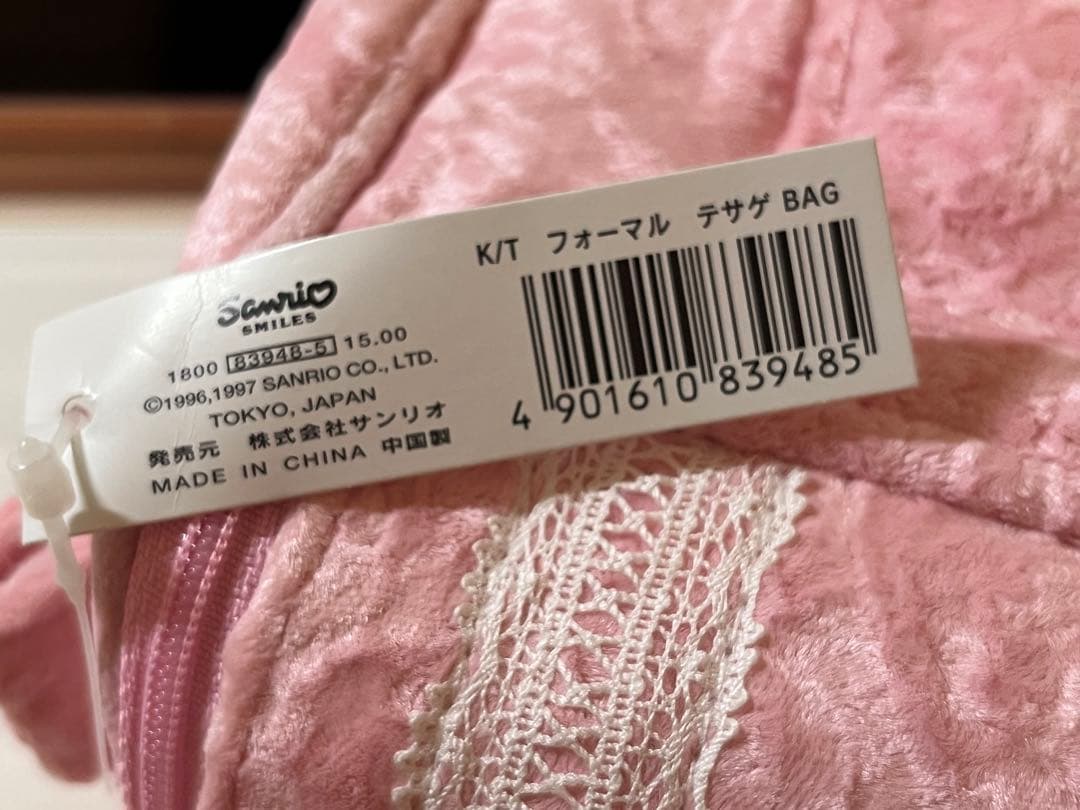 Sanrio
SMILES
1800 83948-5 15.00
©1996,1997 SANRIO CO., LTD.
TOKYO, JAPAN
発売元 株式会社サンリオ
MADE IN CHINA 中国製
K/T フォーマル テサゲ BAG
4 901610 839485